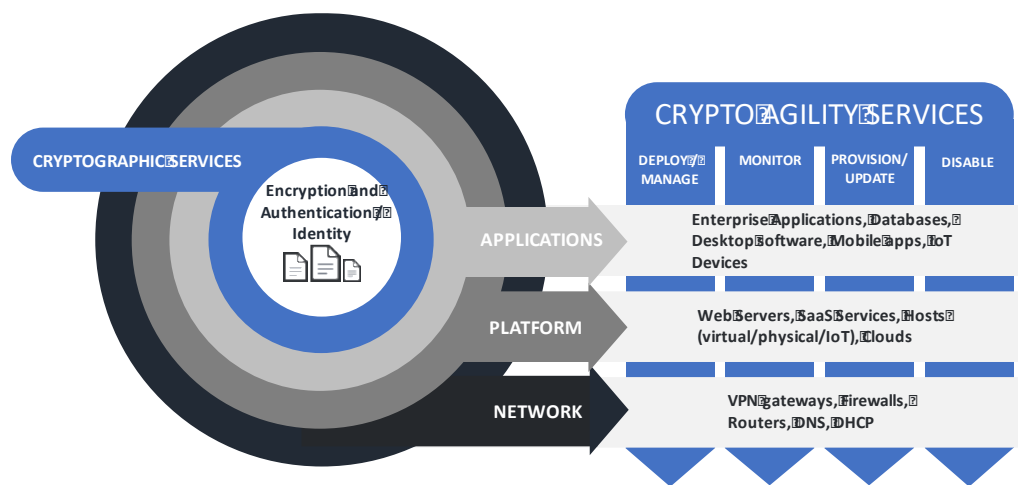 CRYPTOGRAPHIC SERVICES
Encryption and
Authentication /
Identity
APPLICATIONS
PLATFORM
NETWORK
CRYPTO AGILITY SERVICES
DEPLOY /
MANAGE
MONITOR
PROVISION/
UPDATE
DISABLE
Enterprise Applications, Databases,
Desktop software, Mobile apps, IoT
Devices
Web Servers, SaaS Services, Hosts
(virtual/physical/IoT), Clouds
VPN gateways, Firewalls,
Routers, DNS, DHCP